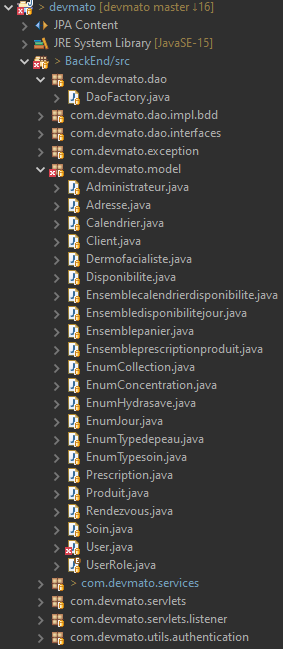 > devmato [devmato master ↓16]
JPA Content
JRE System Library [JavaSE-15]
> BackEnd/src
com.devmato.dao
DaoFactory.java
com.devmato.dao.impl.bdd
com.devmato.dao.interfaces
com.devmato.exception
com.devmato.model
Administrateur.java
Adresse.java
Calendrier.java
Client.java
Dermofacialiste.java
Disponibilite.java
Ensemblecalendrierdisponibilite.java
Ensembledisponibilitejour.java
Ensemblepanier.java
Ensembleprescriptionproduit.java
EnumCollection.java
EnumConcentration.java
EnumHydrasave.java
EnumJour.java
EnumTypedepeau.java
EnumTypesoin.java
Prescription.java
Produit.java
Rendezvous.java
Soin.java
User.java
UserRole.java
> com.devmato.services
com.devmato.servlets
com.devmato.servlets.listener
com.devmato.utils.authentication